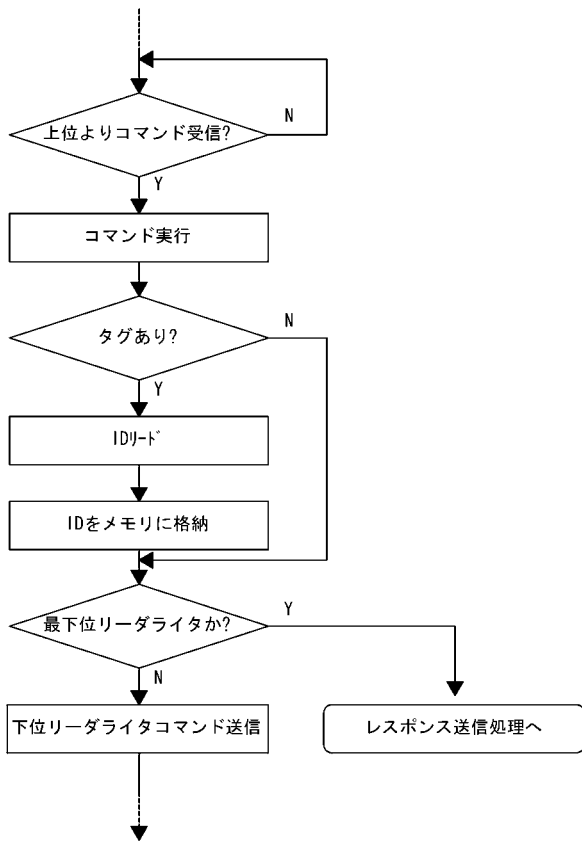 上位よりコマンド受信?
N
Y
コマンド実行
タグあり?
N
Y
IDﾘｰﾄﾞ
IDをメモリに格納
最下位リーダライタか?
Y
N
下位リーダライタコマンド送信
レスポンス送信処理へ